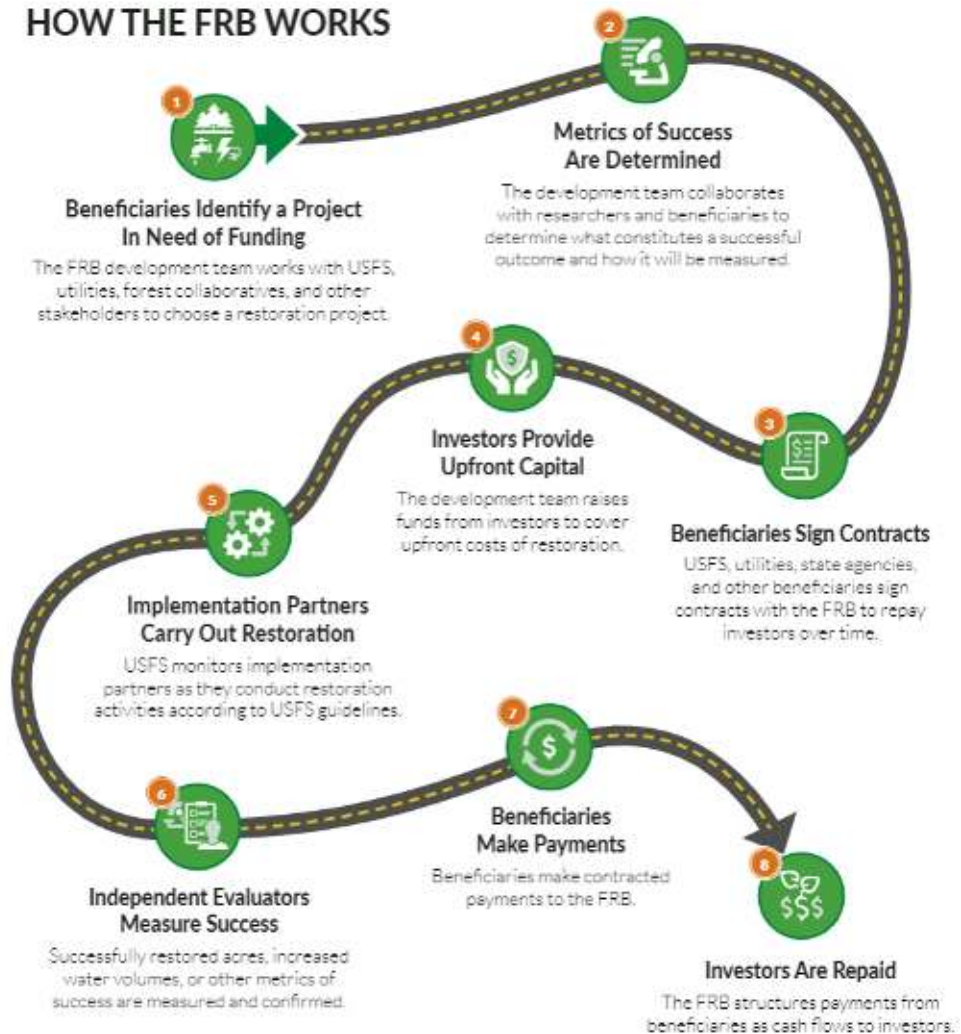 HOW THE FRB WORKS
1
Beneficiaries Identify a Project
In Need of Funding
The FRB development team works with USFS,
utilities, forest collaboratives, and other
stakeholders to choose a restoration project.
2
Metrics of Success
Are Determined
The development team collaborates
with researchers and beneficiaries to
determine what constitutes a successful
outcome and how it will be measured.
3
Beneficiaries Sign Contracts
USFS, utilities, state agencies,
and other beneficiaries sign
contracts with the FRB to repay
investors over time.
4
$
Investors Provide
Upfront Capital
The development team raises
funds from investors to cover
upfront costs of restoration.
5
Implementation Partners
Carry Out Restoration
USFS monitors implementation
partners as they conduct restoration
activities according to USFS guidelines.
6
Independent Evaluators
Measure Success
Successfully restored acres, increased
water volumes, or other metrics of
success are measured and confirmed.
7
$
Beneficiaries
Make Payments
Beneficiaries make contracted
payments to the FRB.
8
$$$
Investors Are Repaid
The FRB structures payments from
beneficiaries as cash flows to investors.